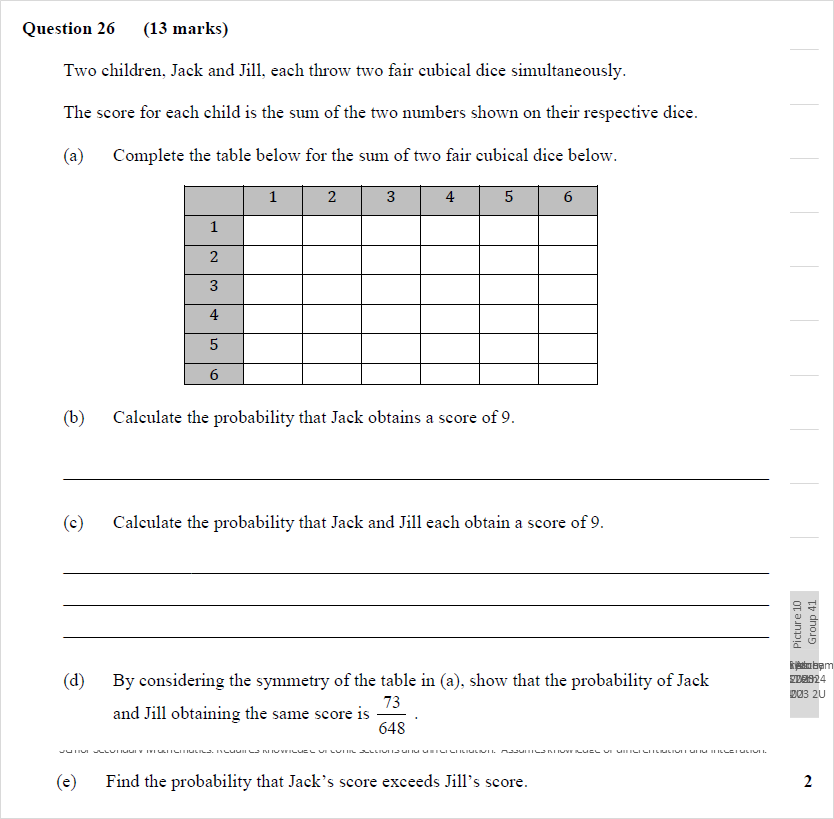 Question 26 (13 marks)
Two children, Jack and Jill, each throw two fair cubical dice simultaneously.
The score for each child is the sum of the two numbers shown on their respective dice.
(a) Complete the table below for the sum of two fair cubical dice below.
1 2 3 4 5 6
1
2
3
4
5
6
(b) Calculate the probability that Jack obtains a score of 9.
(c) Calculate the probability that Jack and Jill each obtain a score of 9.
Picture 10
Group 41
(d) By considering the symmetry of the table in (a), show that the probability of Jack
and Jill obtaining the same score is 73/648 .
(e) Find the probability that Jack's score exceeds Jill's score. 2